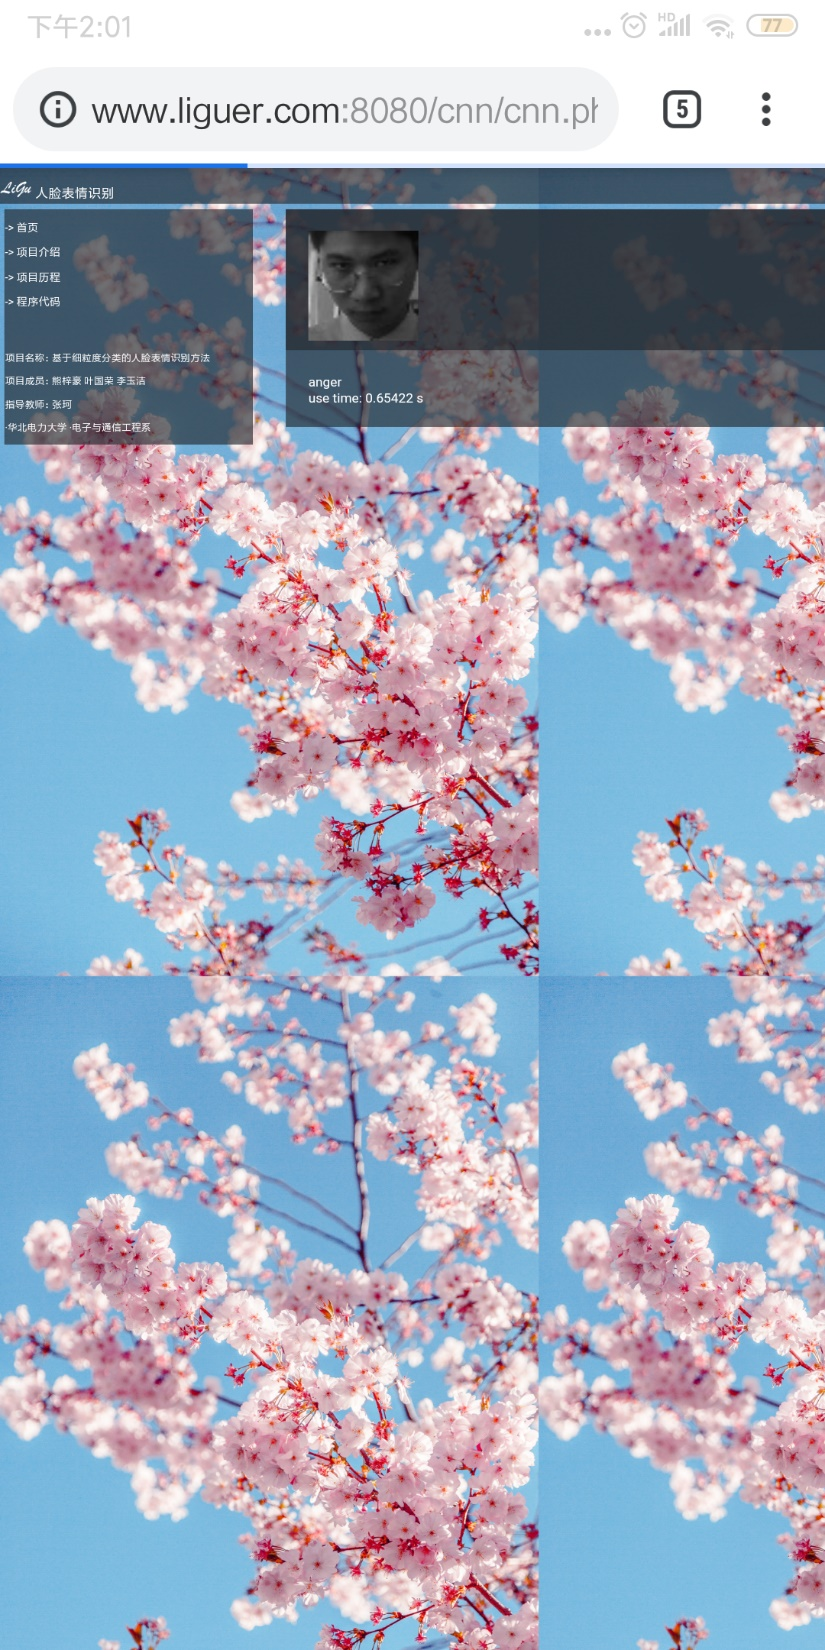 下午2:01
HD
77
www.liguer.com:8080/cnn/cnn.ph
5
LiGu 人脸表情识别
-> 首页
-> 项目介绍
-> 项目历程
-> 程序代码
项目名称: 基于细粒度分类的人脸表情识别方法
项目成员: 熊梓豪 叶国荣 李玉洁
指导教师: 张珂
·华北电力大学 ·电子与通信工程系
anger
use time: 0.65422 s